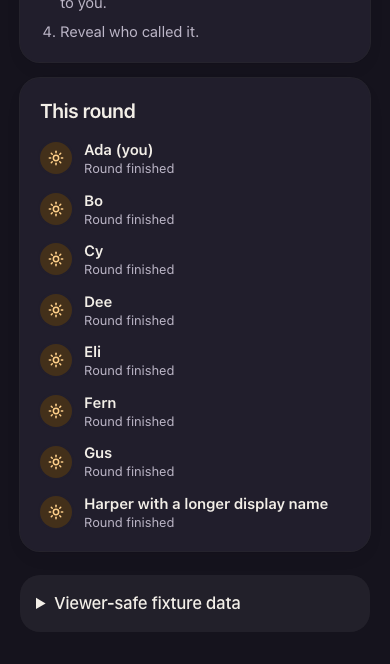 to you.
4. Reveal who called it.
This round
Ada (you)
Round finished
Bo
Round finished
Cy
Round finished
Dee
Round finished
Eli
Round finished
Fern
Round finished
Gus
Round finished
Harper with a longer display name
Round finished
Viewer-safe fixture data